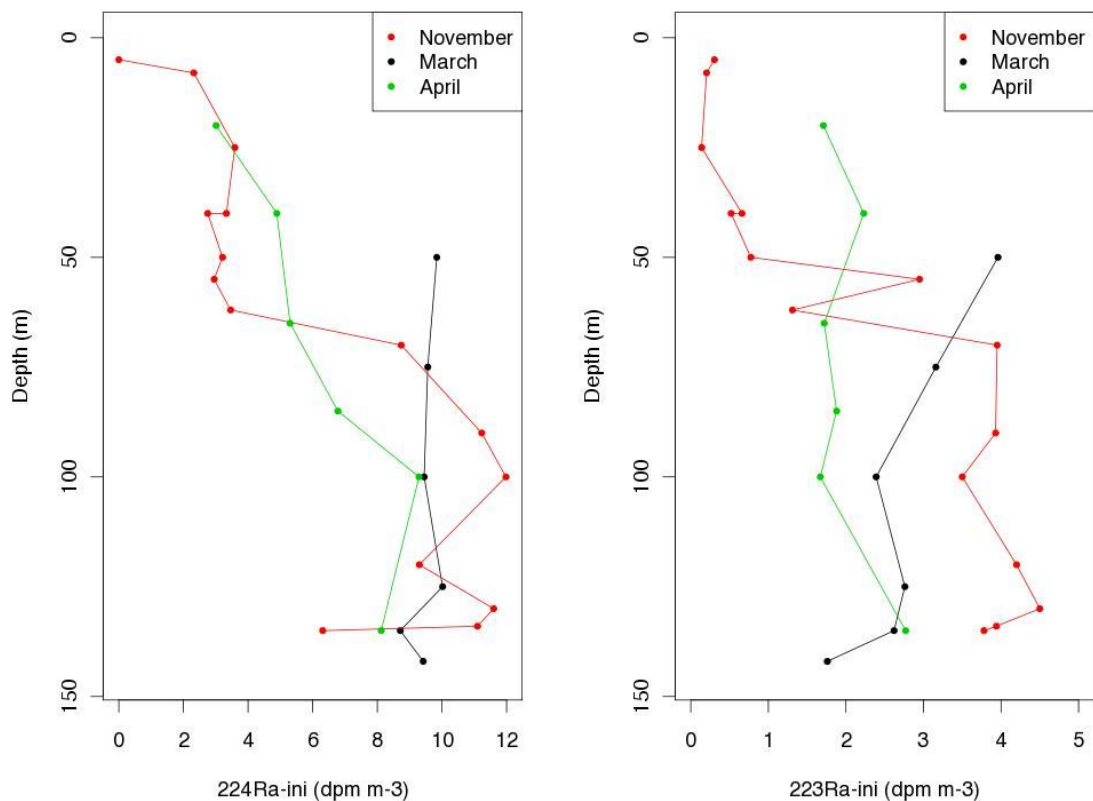 November
March
April
0
50
100
150
Depth (m)
0 2 4 6 8 10 12
224Ra-ini (dpm m-3)
November
March
April
0
50
100
150
Depth (m)
0 1 2 3 4 5
223Ra-ini (dpm m-3)